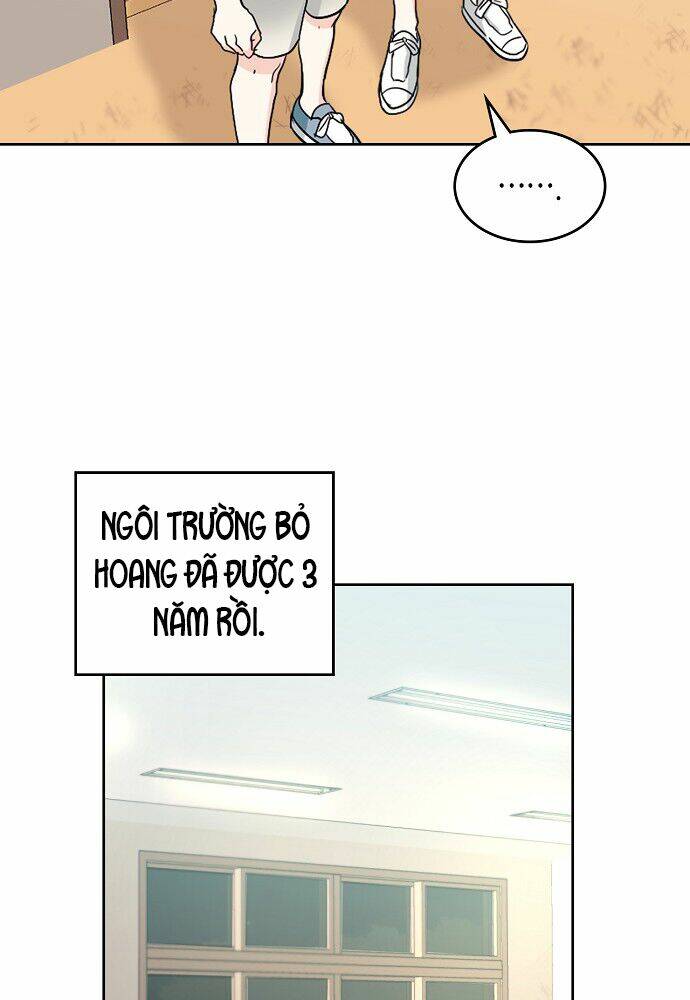 .......
NGÔI TRƯỜNG BỎ
HOANG ĐÃ ĐƯỢC 3
NĂM RỒI.